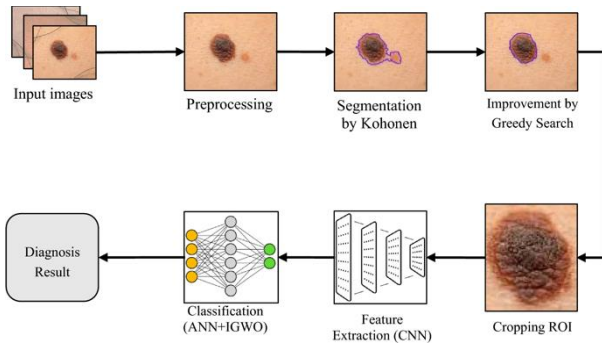 Input images
Preprocessing
Segmentation
by Kohonen
Improvement by
Greedy Search
Diagnosis
Result
Classification
(ANN+IGWO)
Feature
Extraction (CNN)
Cropping ROI